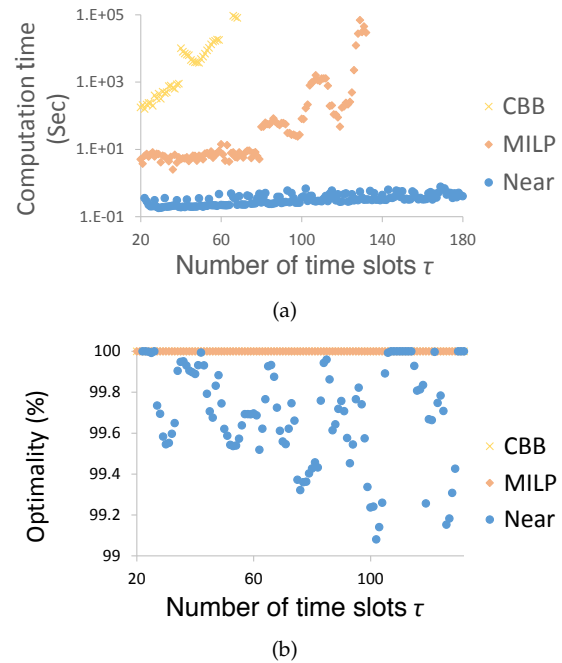 Computation time
(Sec)
1.E+05
1.E+03
1.E+01
1.E-01
20
60
100
140
180
Number of time slots τ
CBB
MILP
Near
(a)
Optimality (%)
100
99.8
99.6
99.4
99.2
99
20
60
100
Number of time slots τ
CBB
MILP
Near
(b)